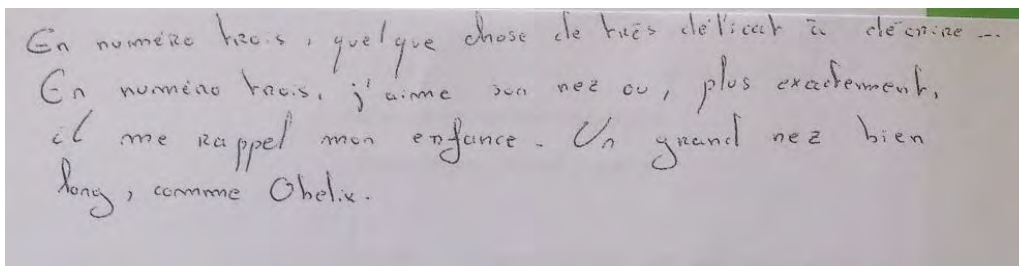 En numéro trois, quelque chose de très délicat à décrire...
En numéro trois, j'aime son nez ou, plus exactement,
il me rappel mon enfance. Un grand nez bien
long, comme Obelix.